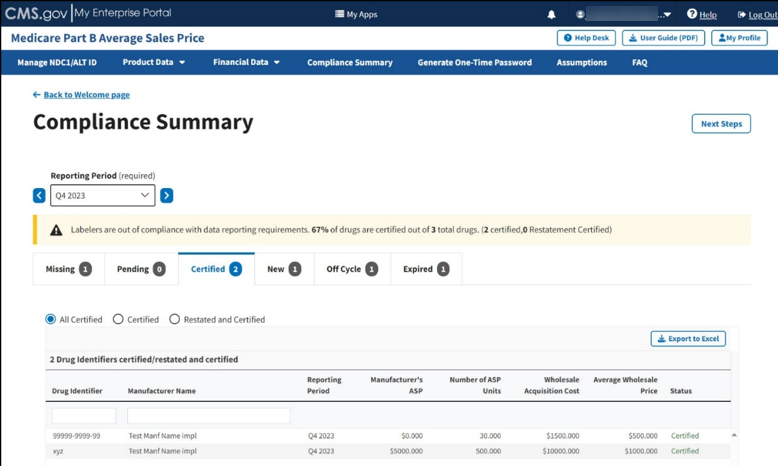 CMS.gov | My Enterprise Portal My Apps Help Log Out
Medicare Part B Average Sales Price Help Desk User Guide (PDF) My Profile
Manage NDC1/ALT ID Product Data Financial Data Compliance Summary Generate One-Time Password Assumptions FAQ
Back to Welcome page
Compliance Summary
Next Steps
Reporting Period (required)
Q4 2023
Labelers are out of compliance with data reporting requirements. 67% of drugs are certified out of 3 total drugs. (2 certified,0 Restatement Certified)
Missing 1 Pending 0 Certified 2 New 1 Off Cycle 1 Expired 1
All Certified Certified Restated and Certified
Export to Excel
2 Drug Identifiers certified/restated and certified
Drug Identifier Manufacturer Name Reporting Period Manufacturer's ASP Number of ASP Units Wholesale Acquisition Cost Average Wholesale Price Status
99999-9999-99 Test Manf Name impl Q4 2023 $0.000 30.000 $1500.000 $500.000 Certified
xyz Test Manf Name impl Q4 2023 $5000.000 500.000 $10000.000 $1000.000 Certified